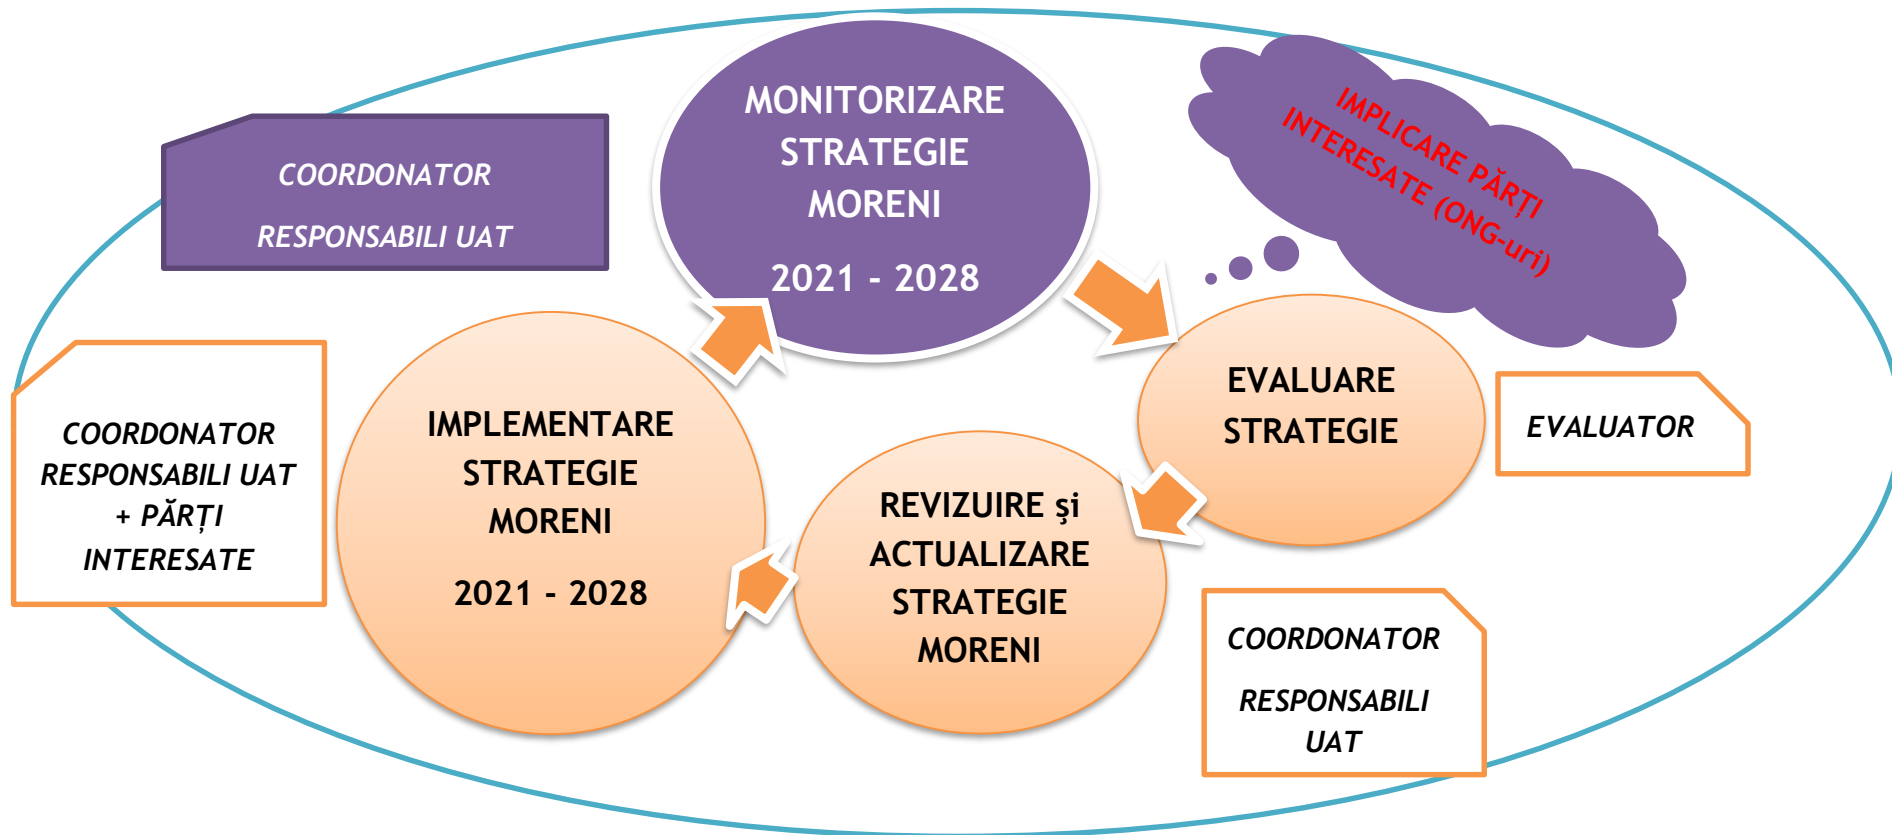 MONITORIZARE
STRATEGIE
MORENI
2021 - 2028
IMPLICARE PĂRȚI
INTERESATE (ONG-uri)
COORDONATOR
RESPONSABILI UAT
COORDONATOR
RESPONSABILI UAT
+ PĂRȚI
INTERESATE
IMPLEMENTARE
STRATEGIE
MORENI
2021 - 2028
EVALUARE
STRATEGIE
EVALUATOR
REVIZUIRE şi
ACTUALIZARE
STRATEGIE
MORENI
COORDONATOR
RESPONSABILI
UAT